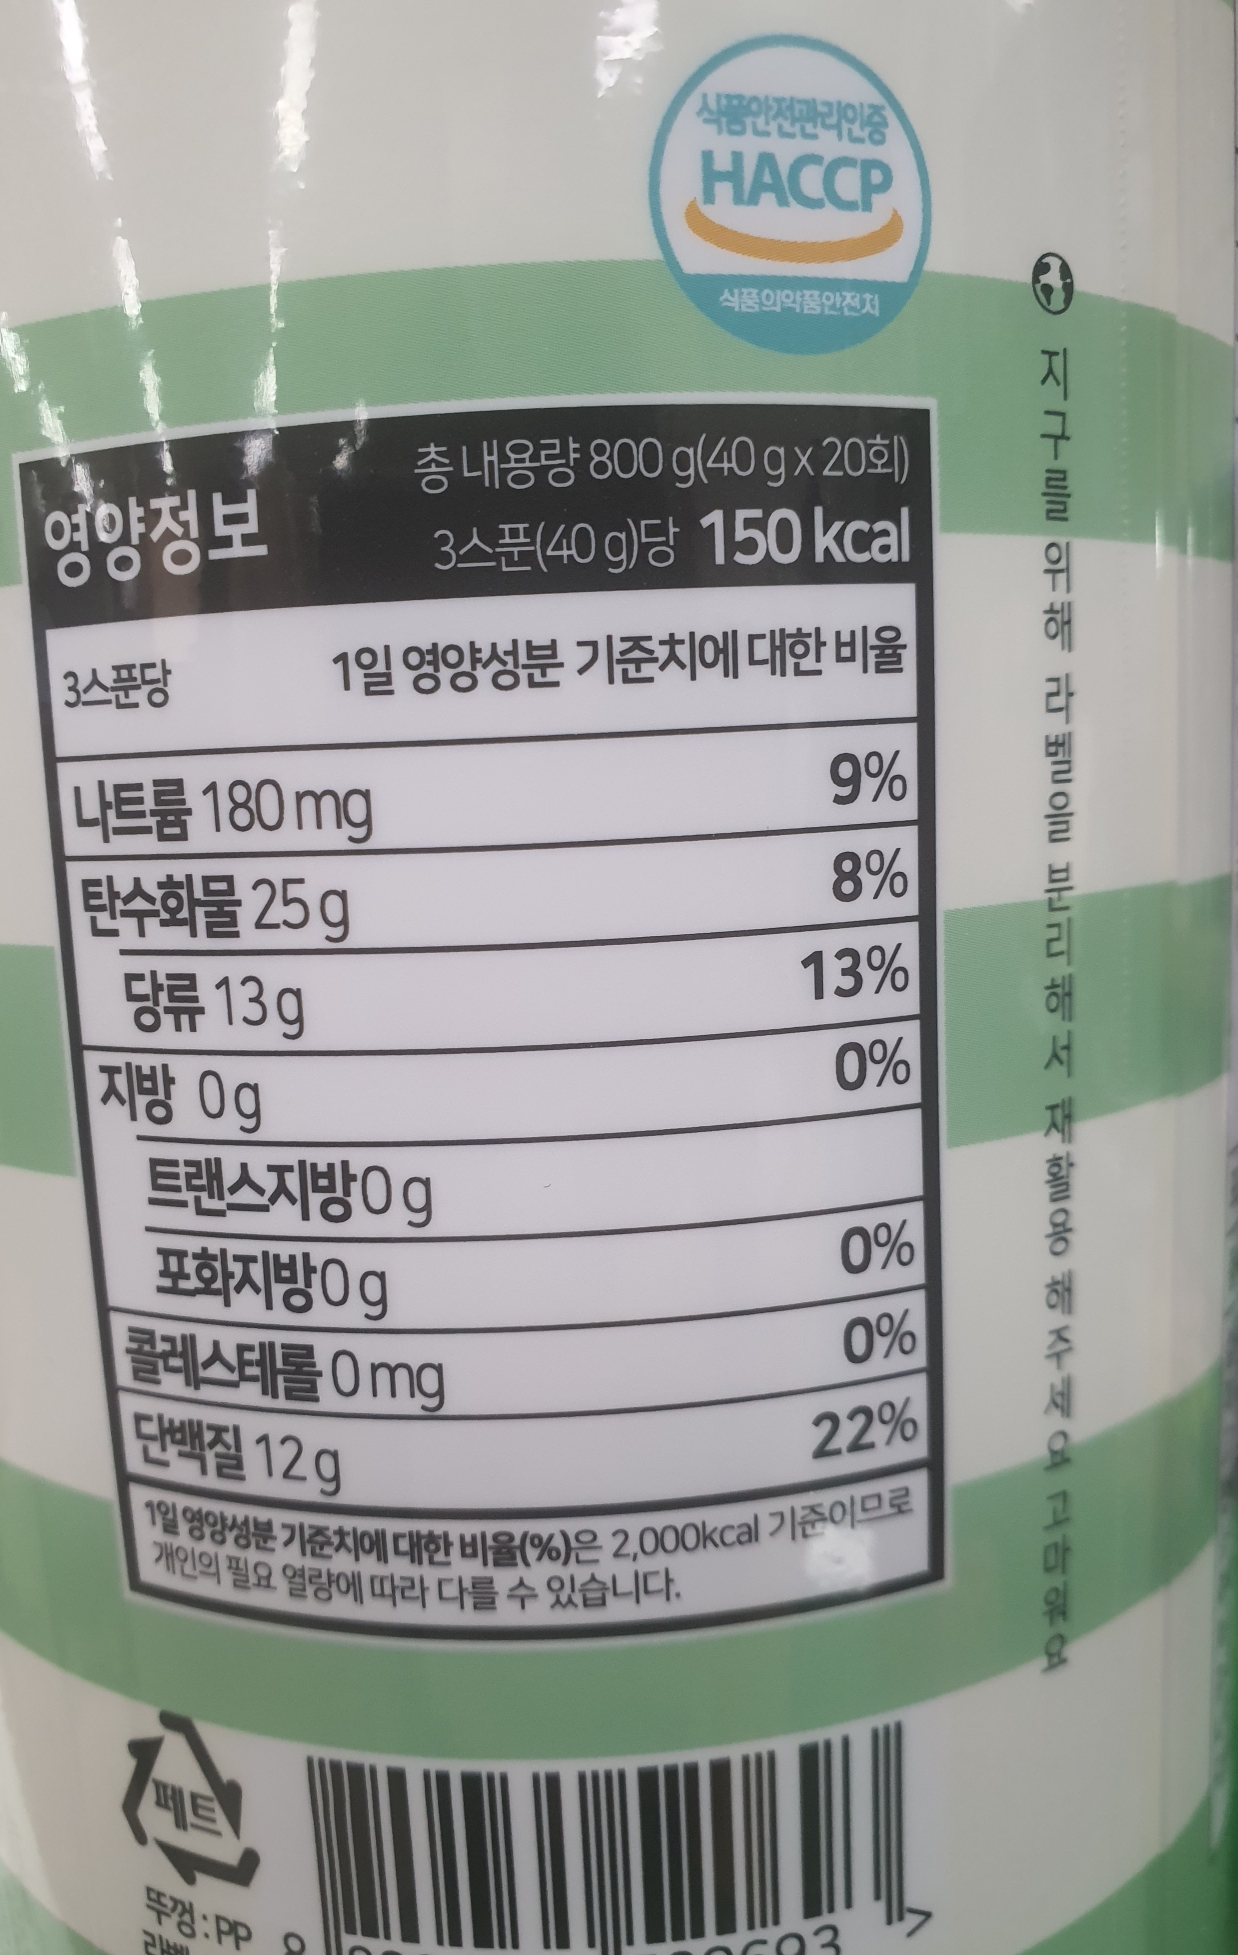 식품안전관리인증
HACCP
식품의약품안전처
영양정보
총 내용량 800 g(40 g x 20회)
3스푼(40 g)당 150 kcal
3스푼당 1일 영양성분 기준치에 대한 비율
나트륨 180 mg 9%
탄수화물 25 g 8%
당류 13 g 13%
지방 0 g 0%
트랜스지방 0 g
포화지방 0 g 0%
콜레스테롤 0 mg 0%
단백질 12 g 22%
1일 영양성분 기준치에 대한 비율(%)은 2,000kcal 기준이므로
개인의 필요 열량에 따라 다를 수 있습니다.
지구를 위해 라벨을 분리해서 재활용 해주세요 고마워요
페트
뚜껑 : PP